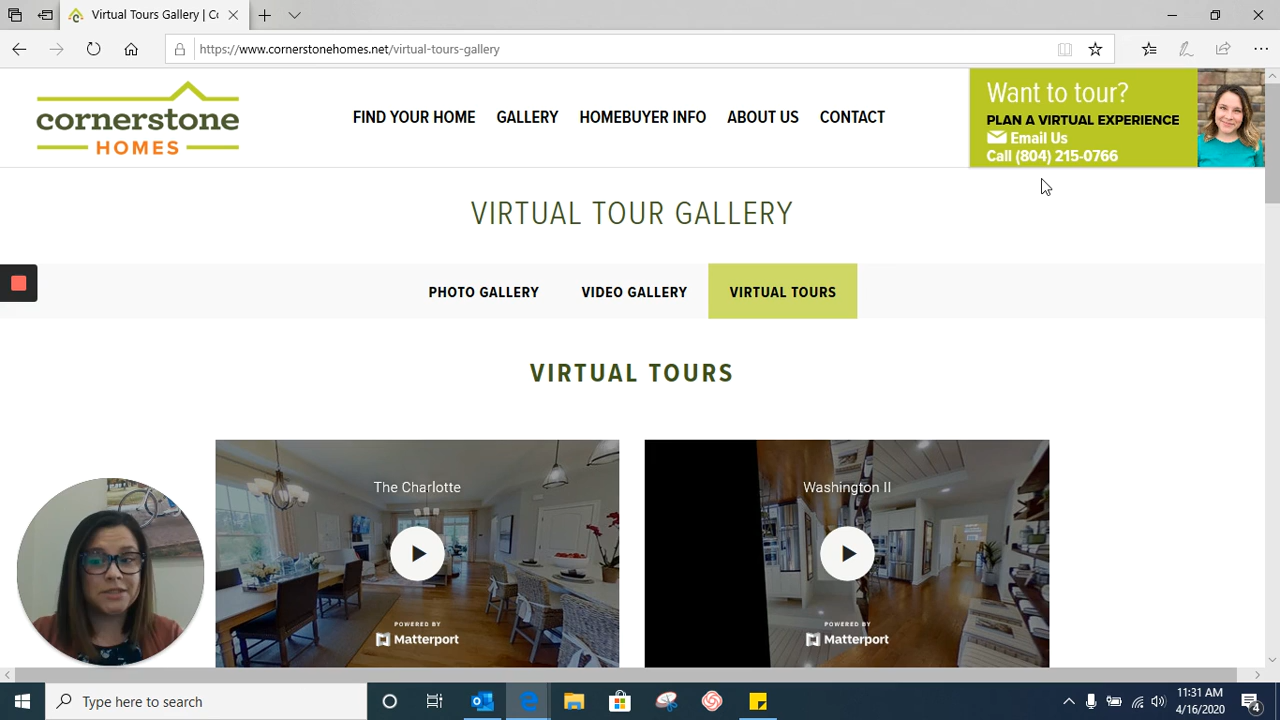 Virtual Tours Gallery | Co
https://www.cornerstonehomes.net/virtual-tours-gallery
cornerstone
HOMES
FIND YOUR HOME
GALLERY
HOMEBUYER INFO
ABOUT US
CONTACT
Want to tour?
PLAN A VIRTUAL EXPERIENCE
Email Us
Call (804) 215-0766
VIRTUAL TOUR GALLERY
PHOTO GALLERY
VIDEO GALLERY
VIRTUAL TOURS
VIRTUAL TOURS
The Charlotte
POWERED BY
Matterport
Washington II
POWERED BY
Matterport
Type here to search
11:31 AM
4/16/2020
4